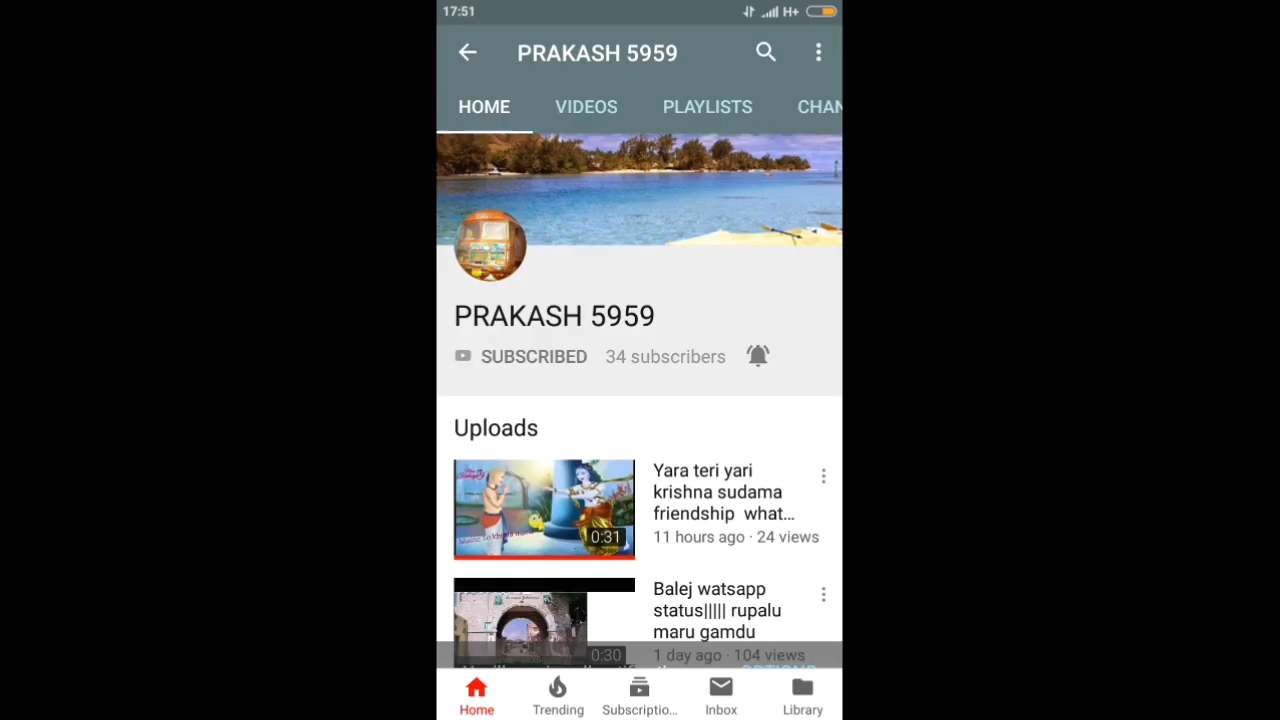 17:51 H+
PRAKASH 5959
HOME VIDEOS PLAYLISTS CHAN
PRAKASH 5959
SUBSCRIBED 34 subscribers
Uploads
Yara teri yari
krishna sudama
friendship what...
0:31
11 hours ago · 24 views
Balej watsapp
status||||| rupalu
maru gamdu
0:30
1 day ago · 104 views
OPTIONS
Home Trending Subscriptio... Inbox Library